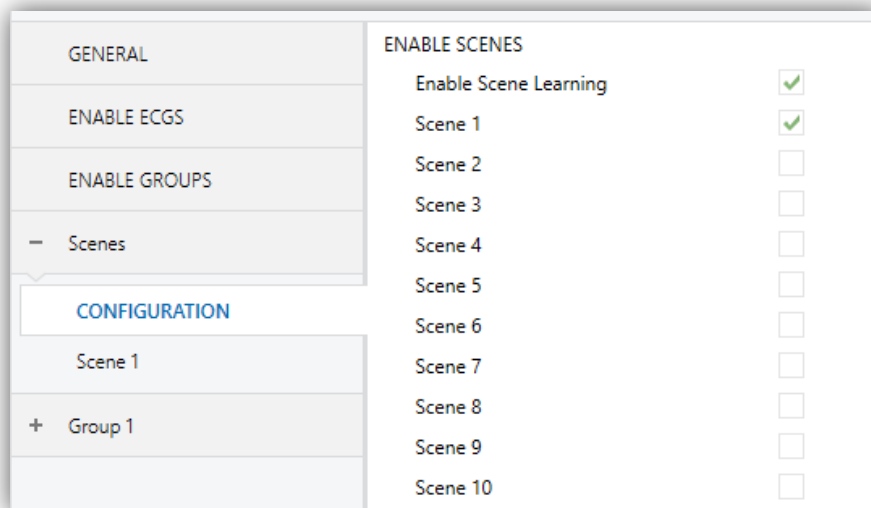 GENERAL
ENABLE ECGS
ENABLE GROUPS
− Scenes
CONFIGURATION
Scene 1
+ Group 1
ENABLE SCENES
Enable Scene Learning
Scene 1
Scene 2
Scene 3
Scene 4
Scene 5
Scene 6
Scene 7
Scene 8
Scene 9
Scene 10